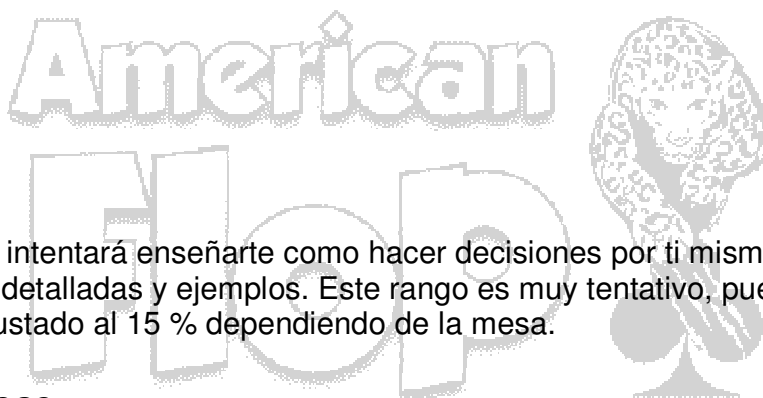 American
Flop
intentará enseñarte como hacer decisiones por ti mism
detalladas y ejemplos. Este rango es muy tentativo, pue
ustado al 15 % dependiendo de la mesa.